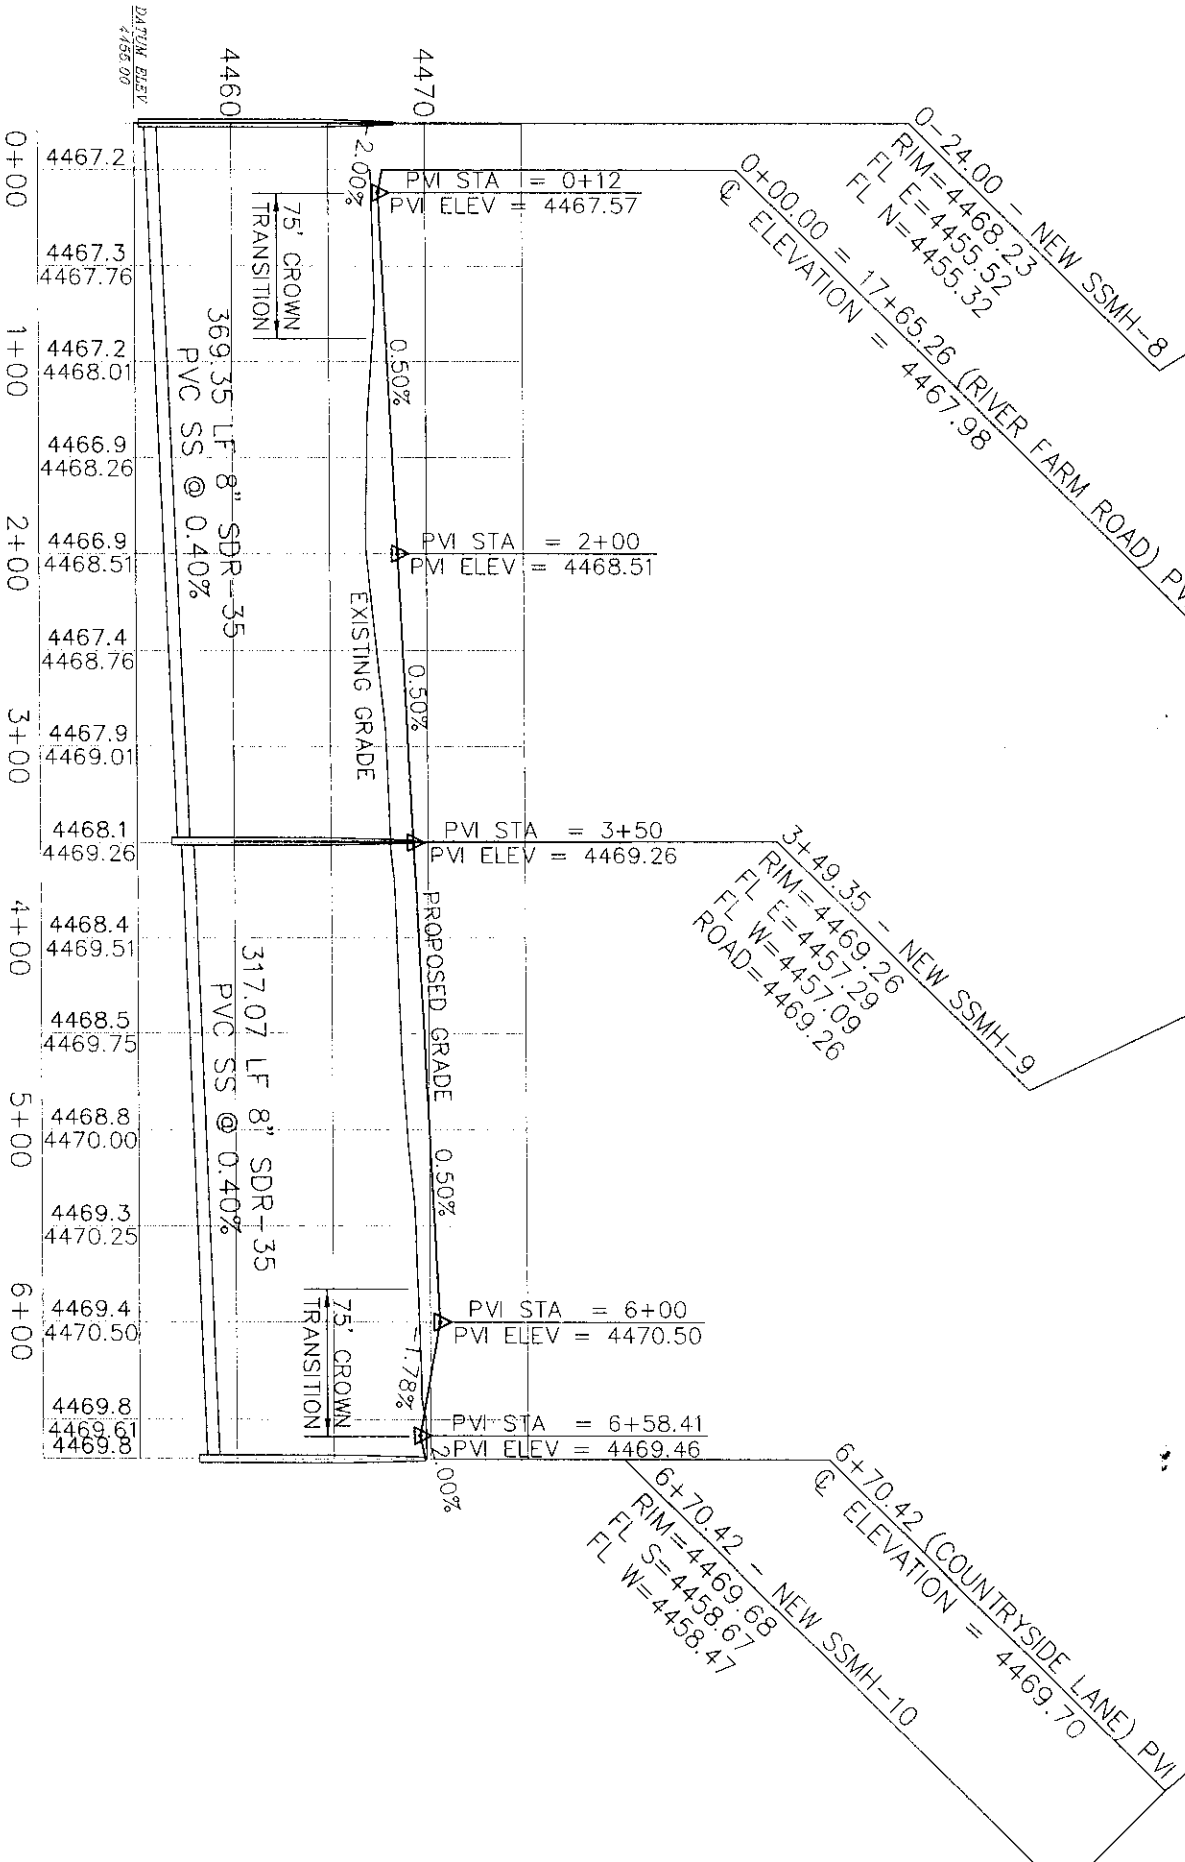 0-24.00 - NEW SSMH-8
RIM=4468.23
FL E=4455.52
FL N=4455.32
0+00.00 = 17+65.26 (RIVER FARM ROAD)
℄ ELEVATION = 4467.98
3+49.35 - NEW SSMH-9
RIM=4469.26
FL E=4457.29
FL W=4457.09
ROAD=4469.26
6+70.42 (COUNTRYSIDE LANE) PVI
℄ ELEVATION = 4469.70
6+70.42 - NEW SSMH-10
RIM=4469.68
FL S=4458.67
FL W=4458.47
4470
4460
DATUM ELEV
4455.00
PVI STA = 0+12
PVI ELEV = 4467.57
PVI STA = 2+00
PVI ELEV = 4468.51
PVI STA = 3+50
PVI ELEV = 4469.26
PVI STA = 6+00
PVI ELEV = 4470.50
PVI STA = 6+58.41
PVI ELEV = 4469.46
-2.00%
0.50%
0.50%
0.50%
-1.78%
2.00%
75' CROWN
TRANSITION
EXISTING GRADE
PROPOSED GRADE
75' CROWN
TRANSITION
369.35 LF 8" SDR-35
PVC SS @ 0.40%
317.07 LF 8" SDR-35
PVC SS @ 0.40%
4467.2
4467.3
4467.76
4467.2
4468.01
4466.9
4468.26
4466.9
4468.51
4467.4
4468.76
4467.9
4469.01
4468.1
4469.26
4468.4
4469.51
4468.5
4469.75
4468.8
4470.00
4469.3
4470.25
4469.4
4470.50
4469.8
4469.61
4469.8
0+00
1+00
2+00
3+00
4+00
5+00
6+00